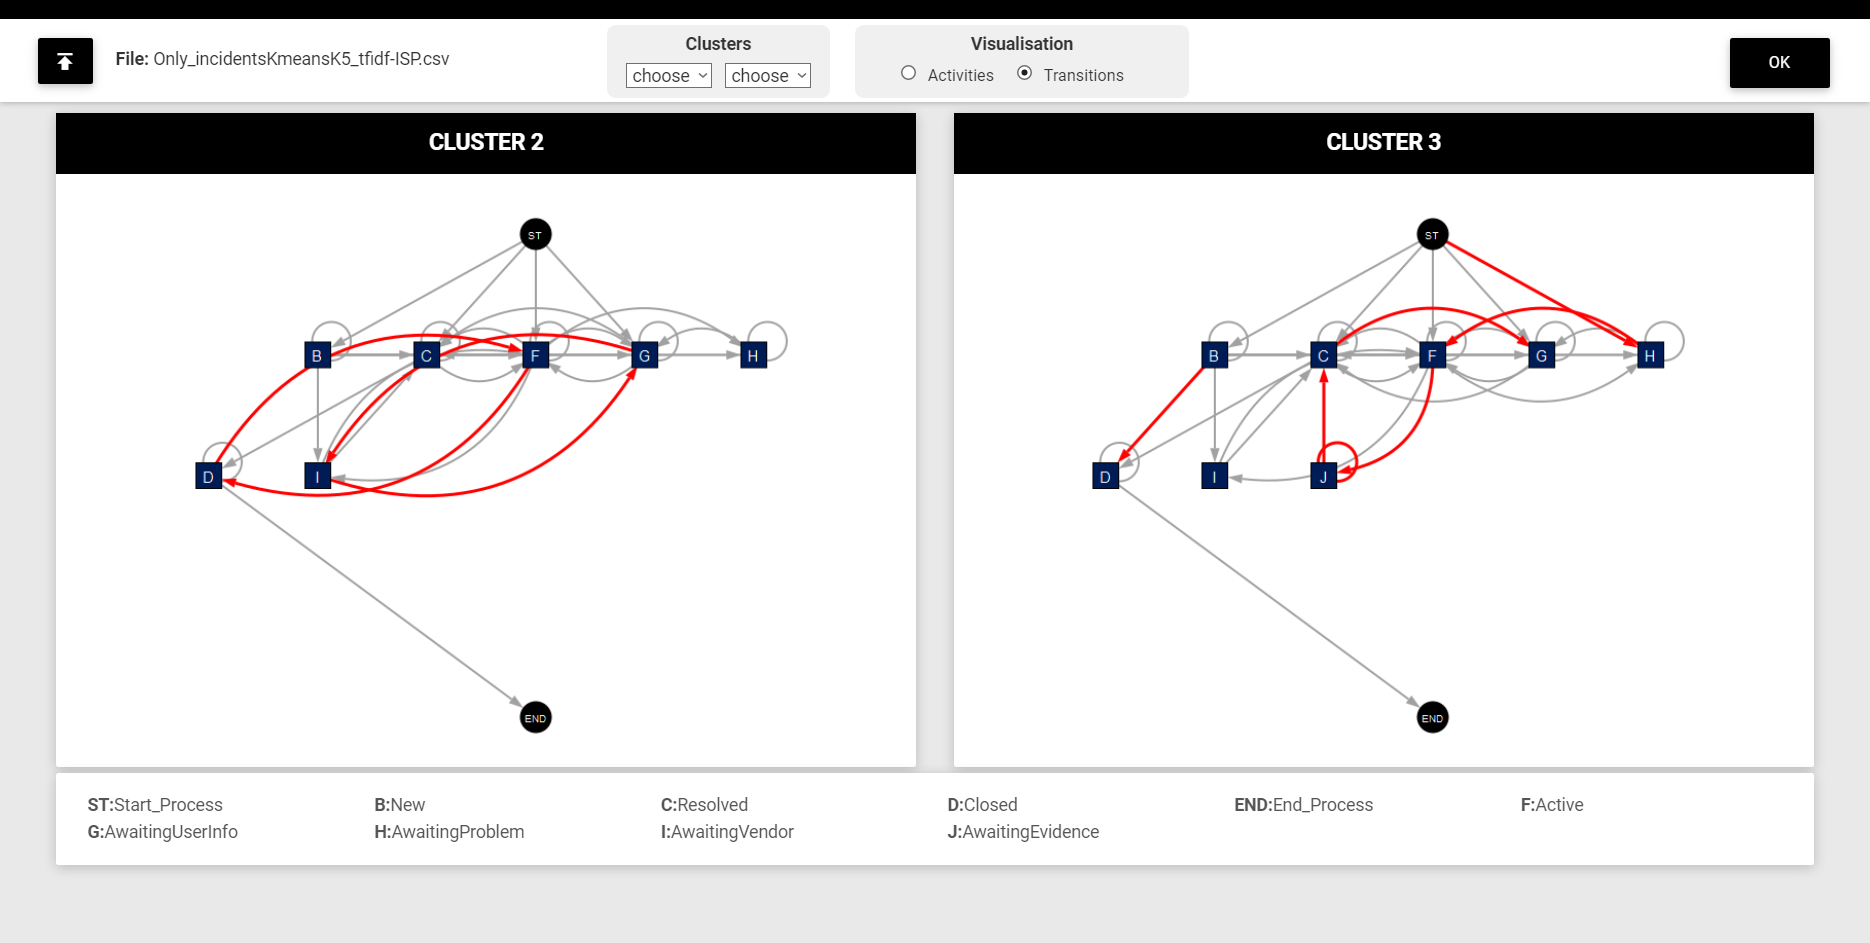 File: Only_incidentsKmeansK5_tfidf-ISP.csv
Clusters
choose choose
Visualisation
Activities Transitions
OK
CLUSTER 2
ST
B C F G H
D I
END
CLUSTER 3
ST
B C F G H
D I J
END
ST:Start_Process B:New C:Resolved D:Closed END:End_Process F:Active
G:AwaitingUserInfo H:AwaitingProblem I:AwaitingVendor J:AwaitingEvidence